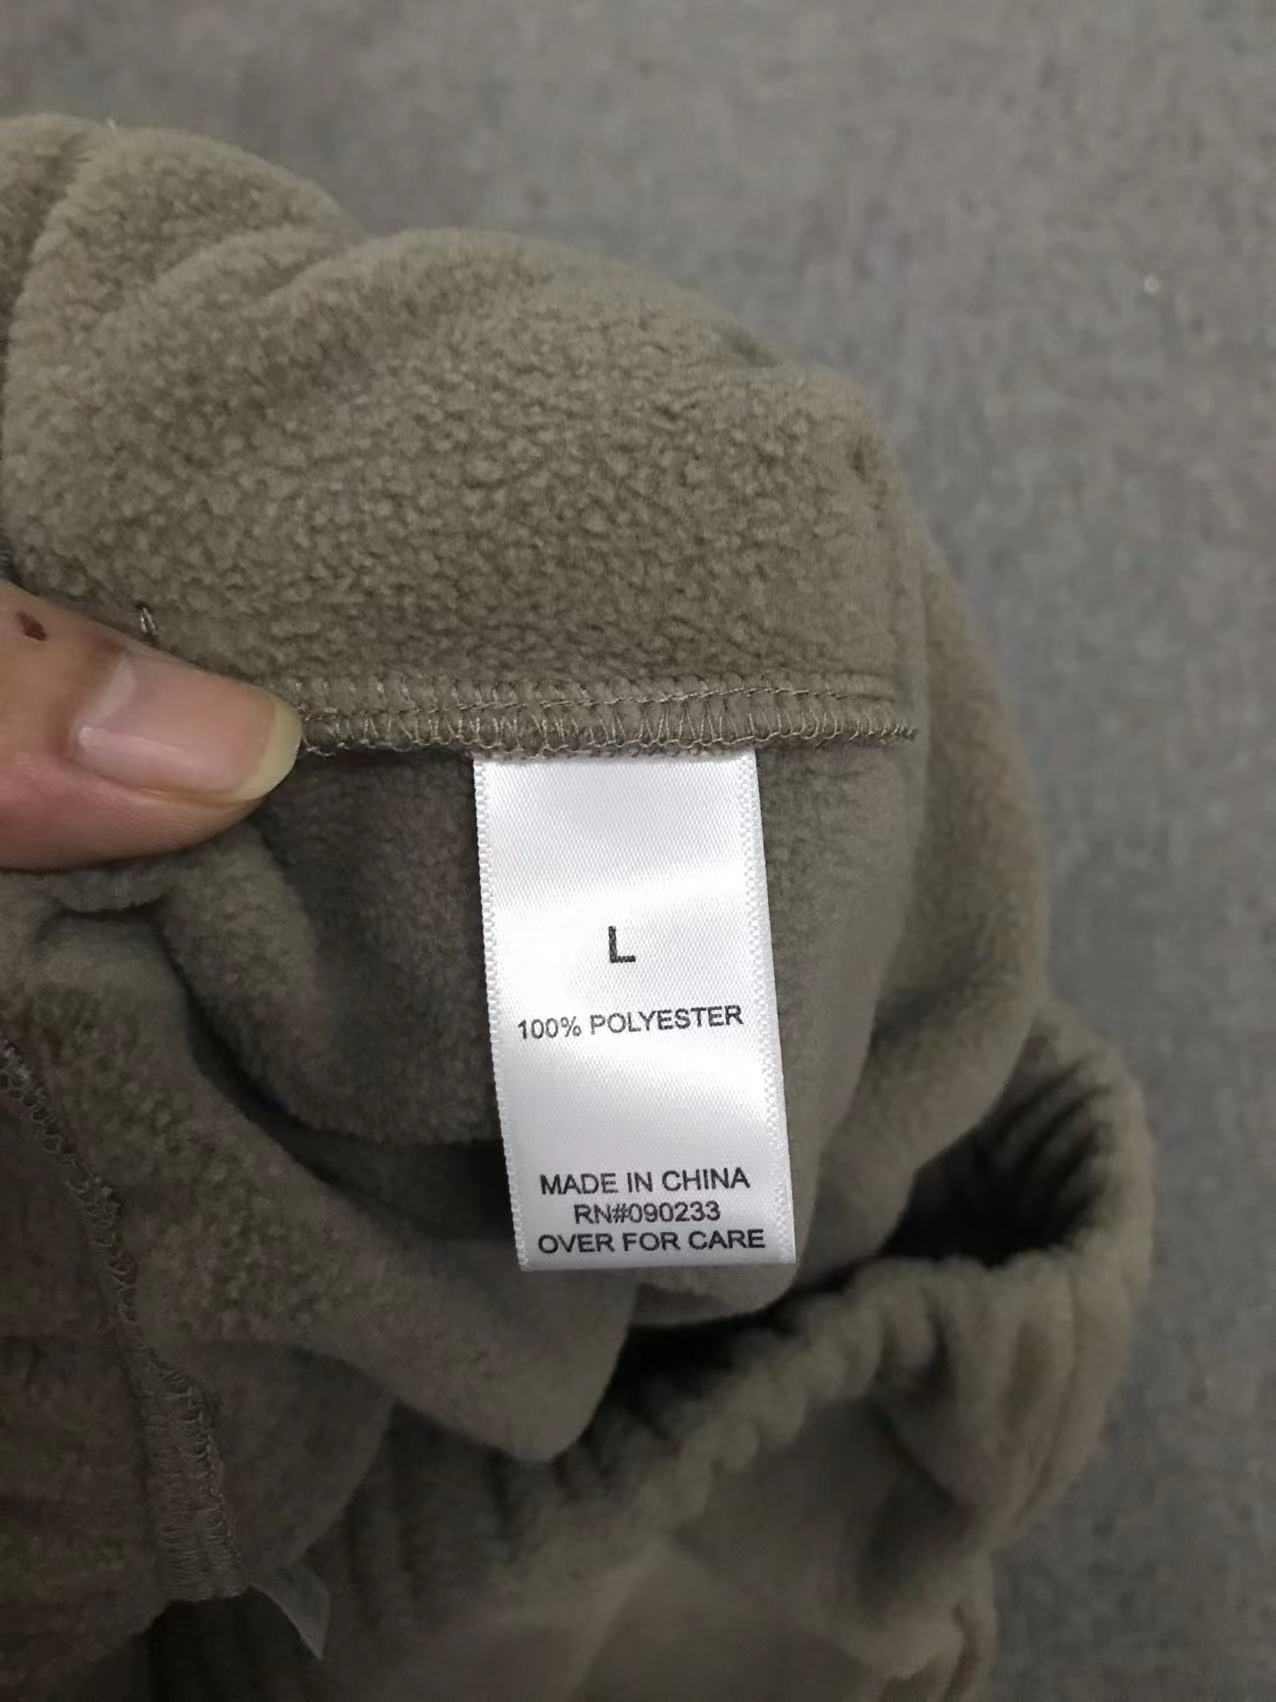 L
100% POLYESTER
MADE IN CHINA
RN#090233
OVER FOR CARE